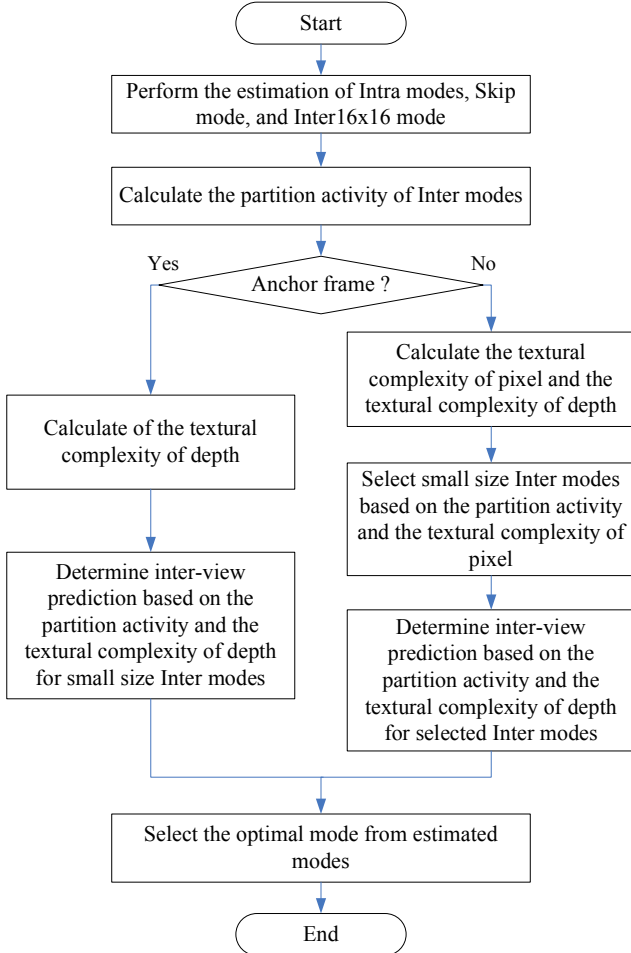 Start
Perform the estimation of Intra modes, Skip
mode, and Inter16x16 mode
Calculate the partition activity of Inter modes
Yes
No
Anchor frame ?
Calculate of the textural
complexity of depth
Determine inter-view
prediction based on the
partition activity and the
textural complexity of depth
for small size Inter modes
Calculate the textural
complexity of pixel and the
textural complexity of depth
Select small size Inter modes
based on the partition activity
and the textural complexity of
pixel
Determine inter-view
prediction based on the
partition activity and the
textural complexity of depth
for selected Inter modes
Select the optimal mode from estimated
modes
End